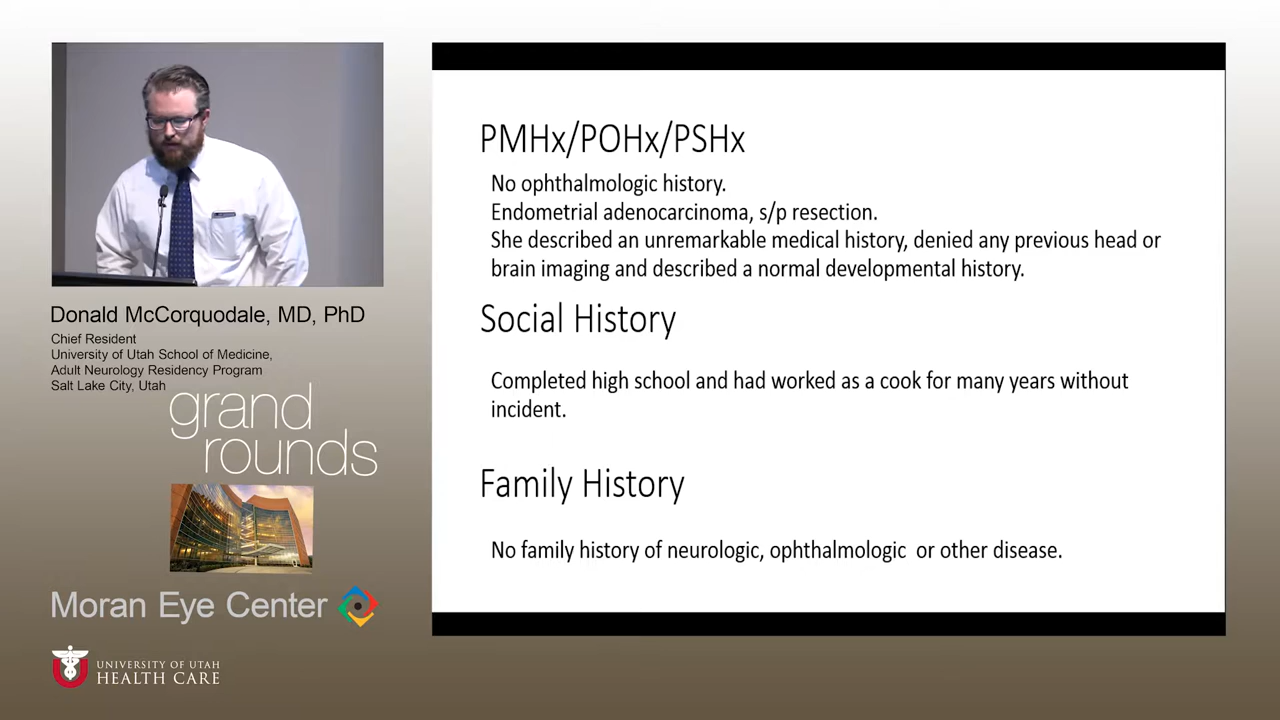 PMHx/POHx/PSHx
No ophthalmologic history.
Endometrial adenocarcinoma, s/p resection.
She described an unremarkable medical history, denied any previous head or
brain imaging and described a normal developmental history.
Social History
Completed high school and had worked as a cook for many years without
incident.
Family History
No family history of neurologic, ophthalmologic or other disease.
Donald McCorquodale, MD, PhD
Chief Resident
University of Utah School of Medicine,
Adult Neurology Residency Program
Salt Lake City, Utah
grand
rounds
Moran Eye Center
UNIVERSITY OF UTAH
HEALTH CARE